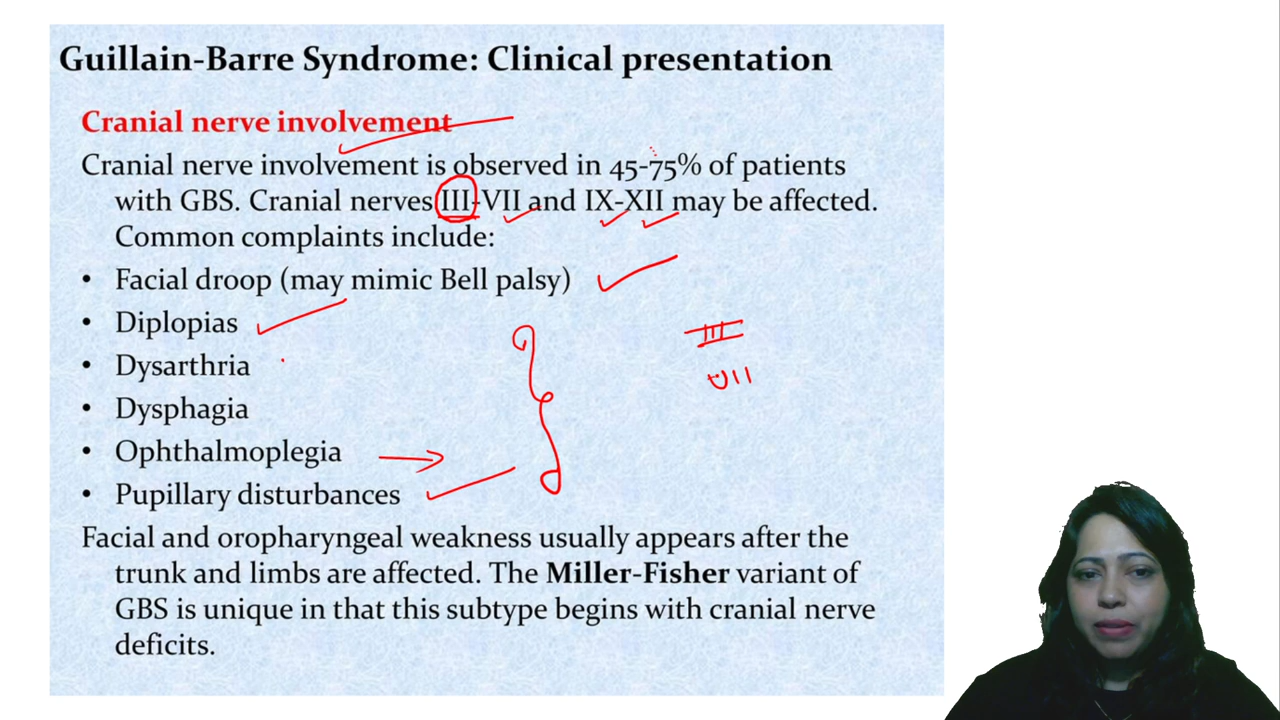 Guillain-Barre Syndrome: Clinical presentation
Cranial nerve involvement
Cranial nerve involvement is observed in 45-75% of patients
with GBS. Cranial nerves III-VII and IX-XII may be affected.
Common complaints include:
• Facial droop (may mimic Bell palsy)
• Diplopias
III
• Dysarthria
VII
• Dysphagia
• Ophthalmoplegia
• Pupillary disturbances
Facial and oropharyngeal weakness usually appears after the
trunk and limbs are affected. The Miller-Fisher variant of
GBS is unique in that this subtype begins with cranial nerve
deficits.